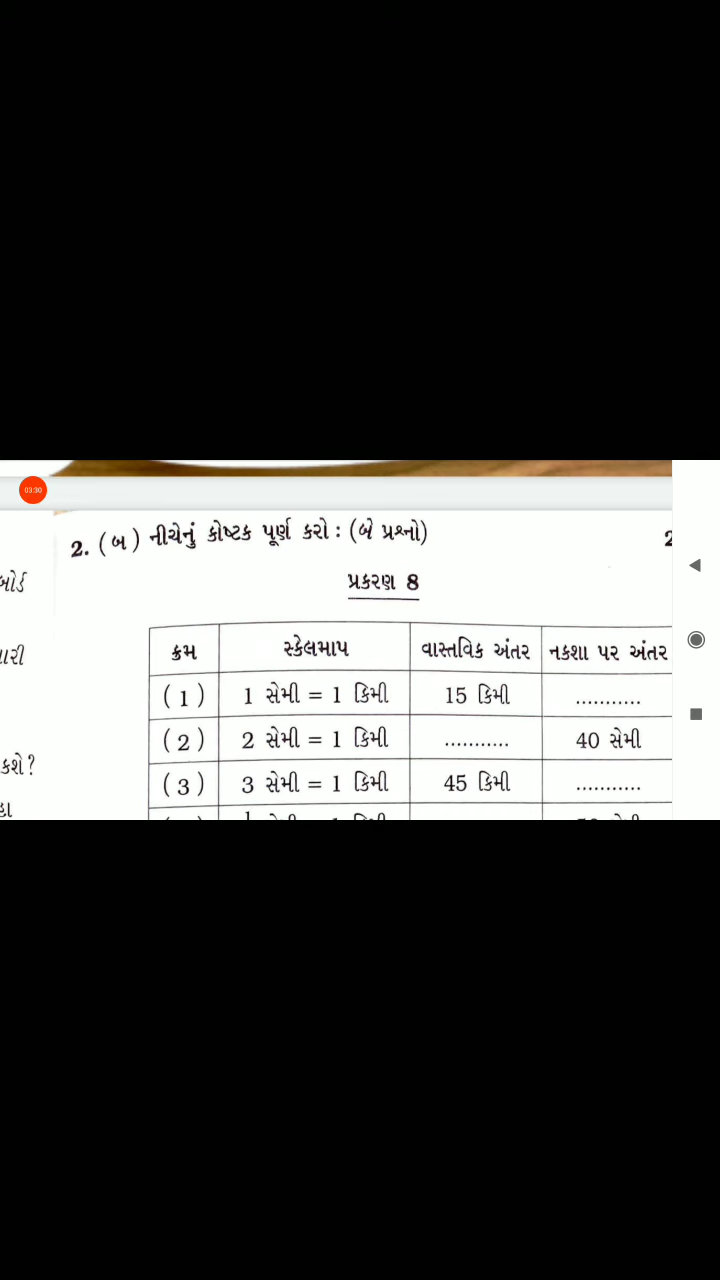 03:30
2. (બ) નીચેનું કોષ્ટક પૂર્ણ કરો : (બે પ્રશ્નો)
પ્રકરણ 8
ક્રમ સ્કેલમાપ વાસ્તવિક અંતર નકશા પર અંતર
(1) 1 સેમી = 1 કિમી 15 કિમી ...........
(2) 2 સેમી = 1 કિમી ........... 40 સેમી
(3) 3 સેમી = 1 કિમી 45 કિમી ...........
કશે?